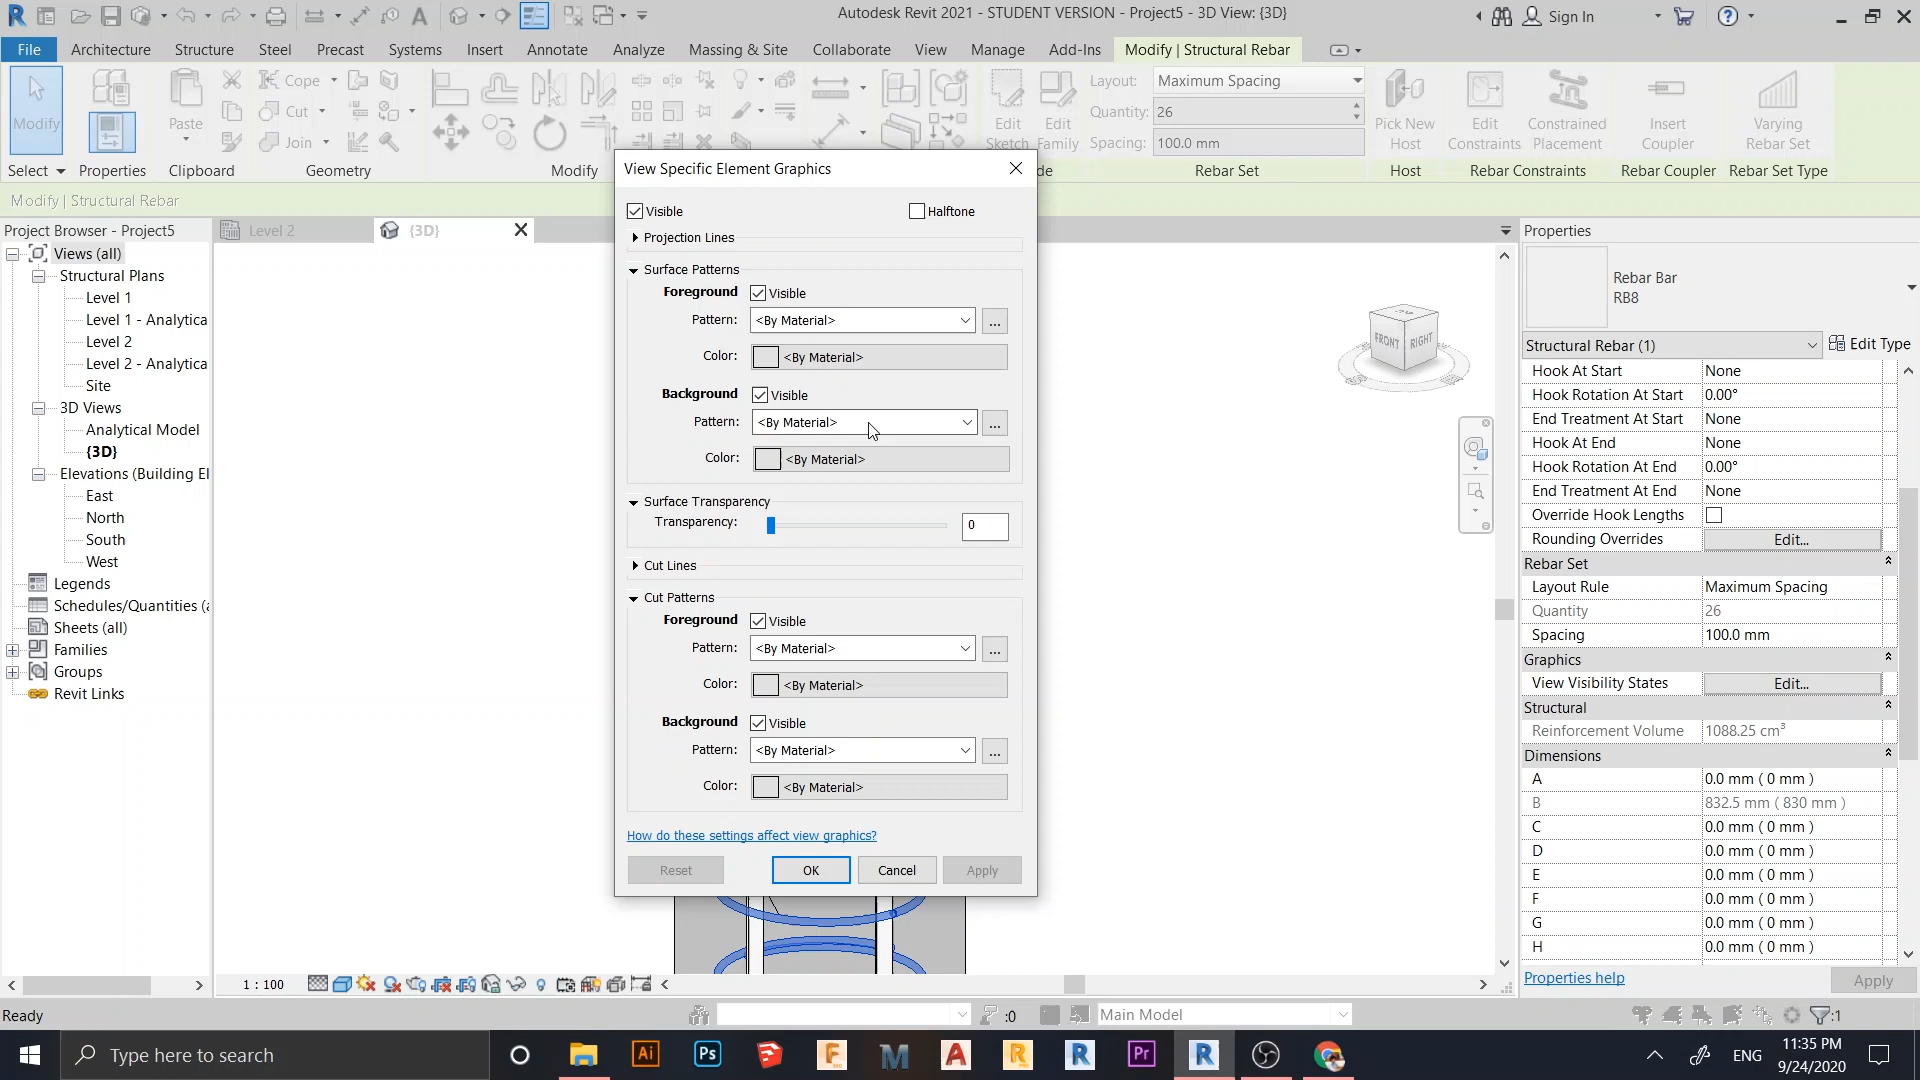 Autodesk Revit 2021 - STUDENT VERSION - Project5 - 3D View: {3D}
Sign In
File Architecture Structure Steel Precast Systems Insert Annotate Analyze Massing & Site Collaborate View Manage Add-Ins Modify | Structural Rebar
Modify
Paste
Cope
Cut
Join
Edit Sketch
Edit Family
Layout: Maximum Spacing
Quantity: 26
Spacing: 100.0 mm
Pick New Host
Edit Constraints
Constrained Placement
Insert Coupler
Varying Rebar Set
Select Properties Clipboard Geometry Modify de Rebar Set Host Rebar Constraints Rebar Coupler Rebar Set Type
Modify | Structural Rebar
Project Browser - Project5
Views (all)
Structural Plans
Level 1
Level 1 - Analytica
Level 2
Level 2 - Analytica
Site
3D Views
Analytical Model
{3D}
Elevations (Building El
East
North
South
West
Legends
Schedules/Quantities (a
Sheets (all)
Families
Groups
Revit Links
Level 2
{3D}
View Specific Element Graphics
Visible
Halftone
Projection Lines
Surface Patterns
Foreground Visible
Pattern: <By Material> ...
Color: <By Material>
Background Visible
Pattern: <By Material> ...
Color: <By Material>
Surface Transparency
Transparency: 0
Cut Lines
Cut Patterns
Foreground Visible
Pattern: <By Material> ...
Color: <By Material>
Background Visible
Pattern: <By Material> ...
Color: <By Material>
How do these settings affect view graphics?
Reset OK Cancel Apply
FRONT RIGHT
Properties
Rebar Bar
RB8
Structural Rebar (1) Edit Type
Hook At Start None
Hook Rotation At Start 0.00°
End Treatment At Start None
Hook At End None
Hook Rotation At End 0.00°
End Treatment At End None
Override Hook Lengths
Rounding Overrides Edit...
Rebar Set
Layout Rule Maximum Spacing
Quantity 26
Spacing 100.0 mm
Graphics
View Visibility States Edit...
Structural
Reinforcement Volume 1088.25 cm³
Dimensions
A 0.0 mm ( 0 mm )
B 832.5 mm ( 830 mm )
C 0.0 mm ( 0 mm )
D 0.0 mm ( 0 mm )
E 0.0 mm ( 0 mm )
F 0.0 mm ( 0 mm )
G 0.0 mm ( 0 mm )
H 0.0 mm ( 0 mm )
Properties help Apply
1 : 100
Ready
:0
Main Model
:1
Type here to search
Ai
Ps
Pr
ENG
11:35 PM
9/24/2020